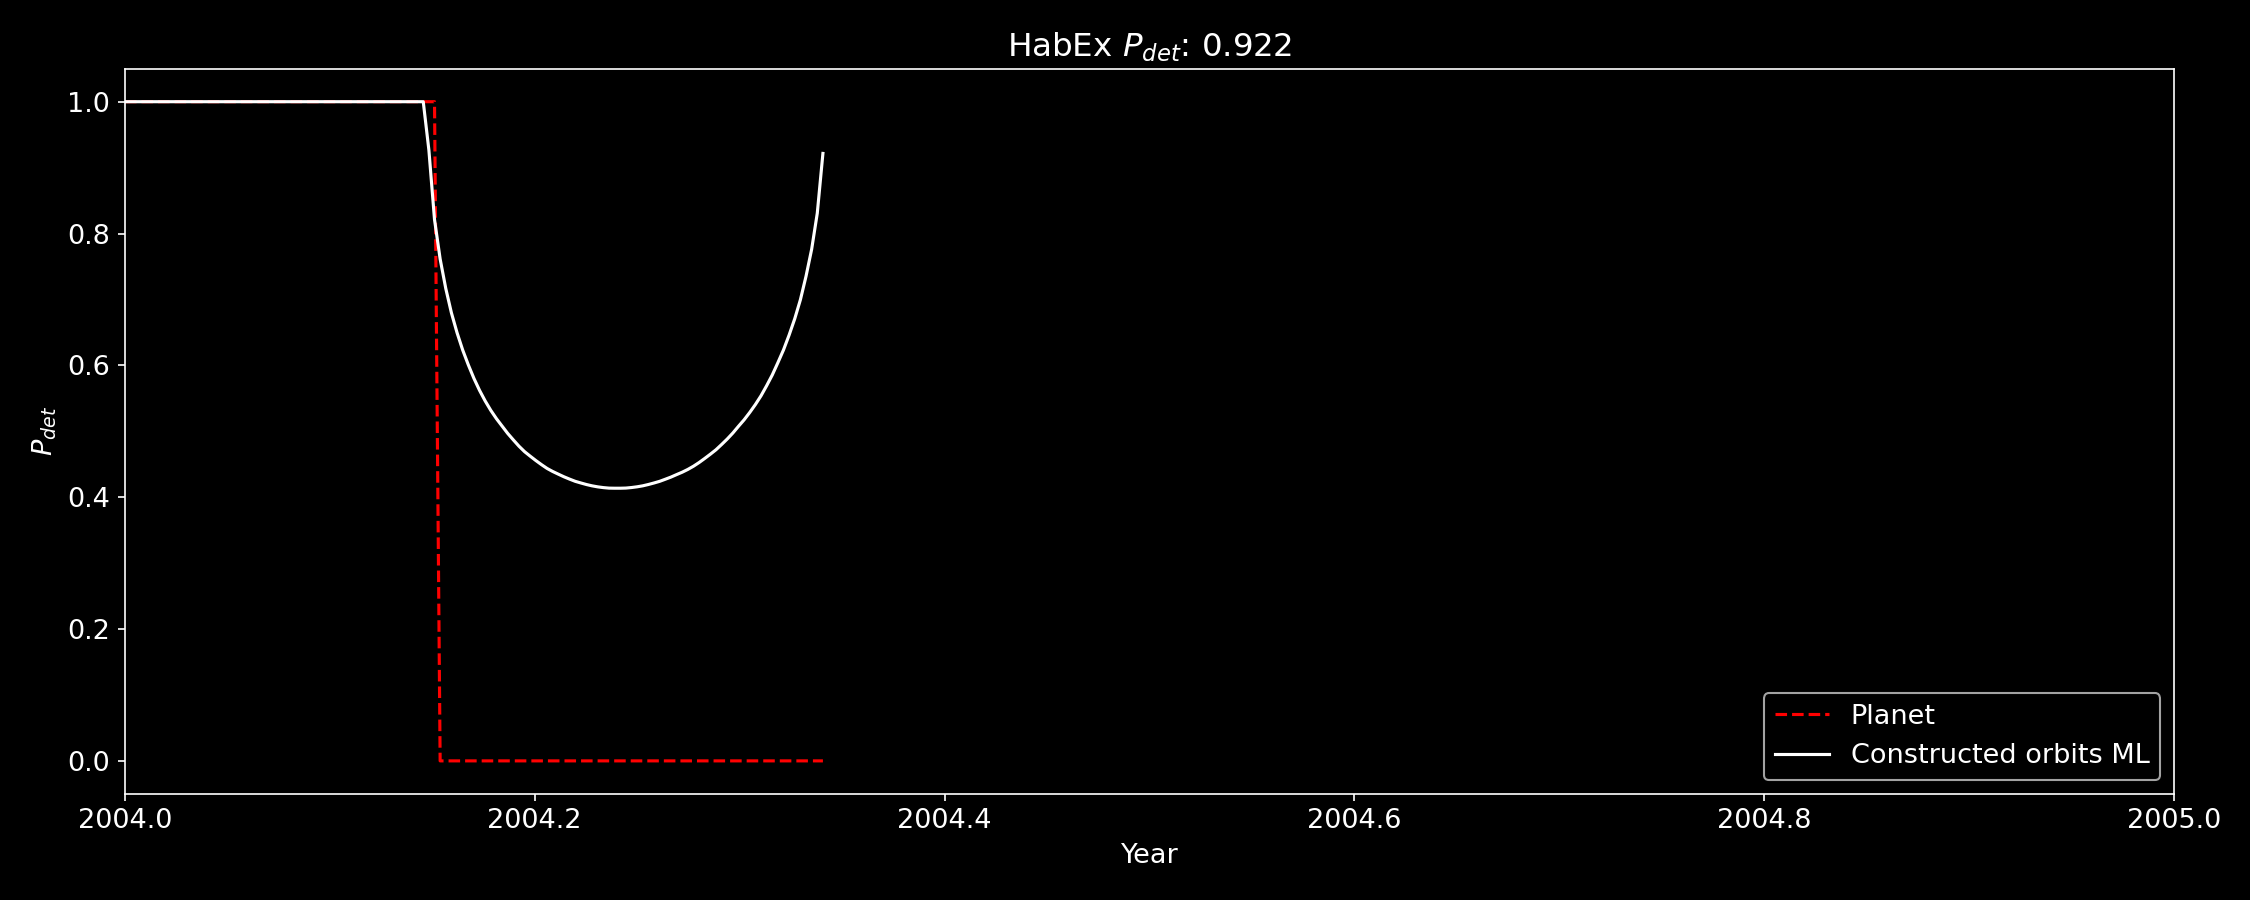 HabEx P_det: 0.922
1.0
0.8
0.6
0.4
0.2
0.0
P_det
2004.0 2004.2 2004.4 2004.6 2004.8 2005.0
Year
Planet
Constructed orbits ML